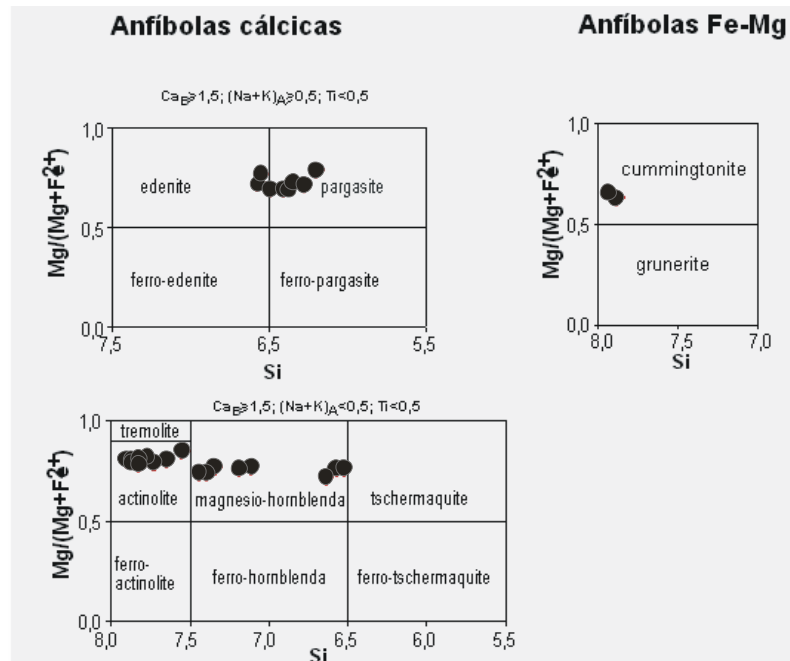 Anfíbolas cálcicas
Anfíbolas Fe-Mg
Ca_B≥1,5; (Na+K)_A≥0,5; Ti<0,5
Mg/(Mg+Fe2+)
1,0
0,5
0,0
edenite
pargasite
ferro-edenite
ferro-pargasite
7,5
6,5
5,5
Si
Mg/(Mg+Fe2+)
1,0
0,5
0,0
cummingtonite
grunerite
8,0
7,5
7,0
Si
Ca_B≥1,5; (Na+K)_A<0,5; Ti<0,5
Mg/(Mg+Fe2+)
1,0
0,5
0,0
tremolite
actinolite
magnesio-hornblenda
tschermaquite
ferro-
actinolite
ferro-hornblenda
ferro-tschermaquite
8,0
7,5
7,0
6,5
6,0
5,5
Si